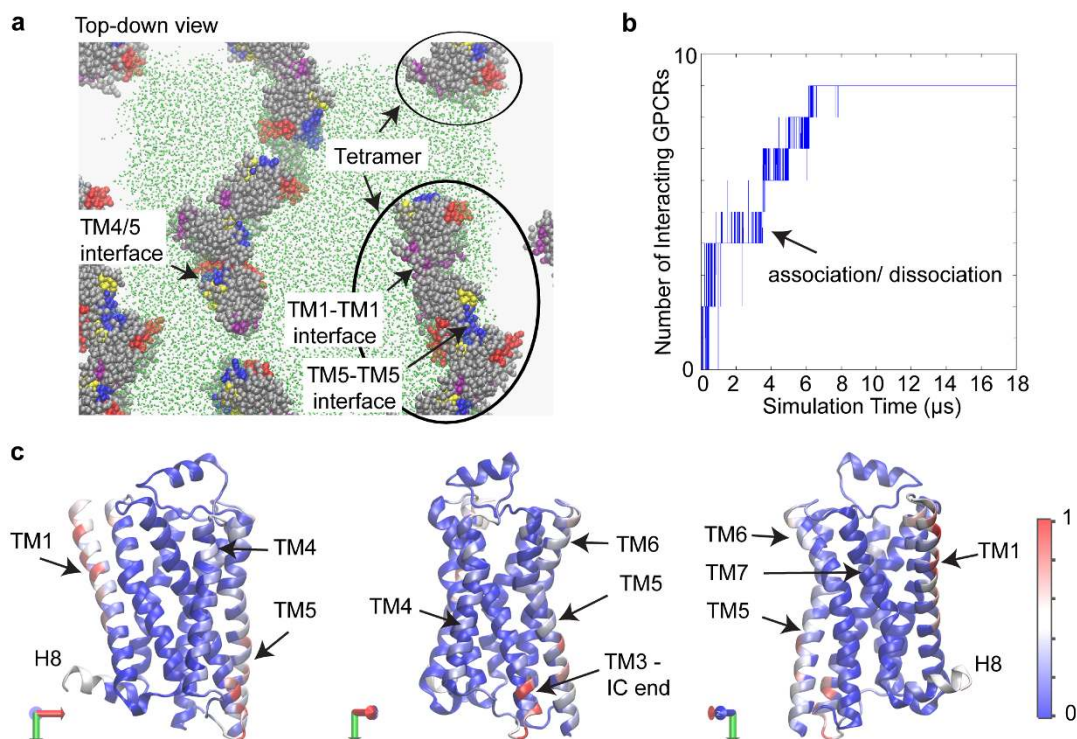 a
Top-down view
Tetramer
TM4/5
interface
TM1-TM1
interface
TM5-TM5
interface
b
10
Number of Interacting GPCRs
0
0 2 4 6 8 10 12 14 16 18
Simulation Time (µs)
association/ dissociation
c
TM1
TM4
TM5
H8
TM4
TM6
TM5
TM3 -
IC end
TM6
TM7
TM5
TM1
H8
1
0